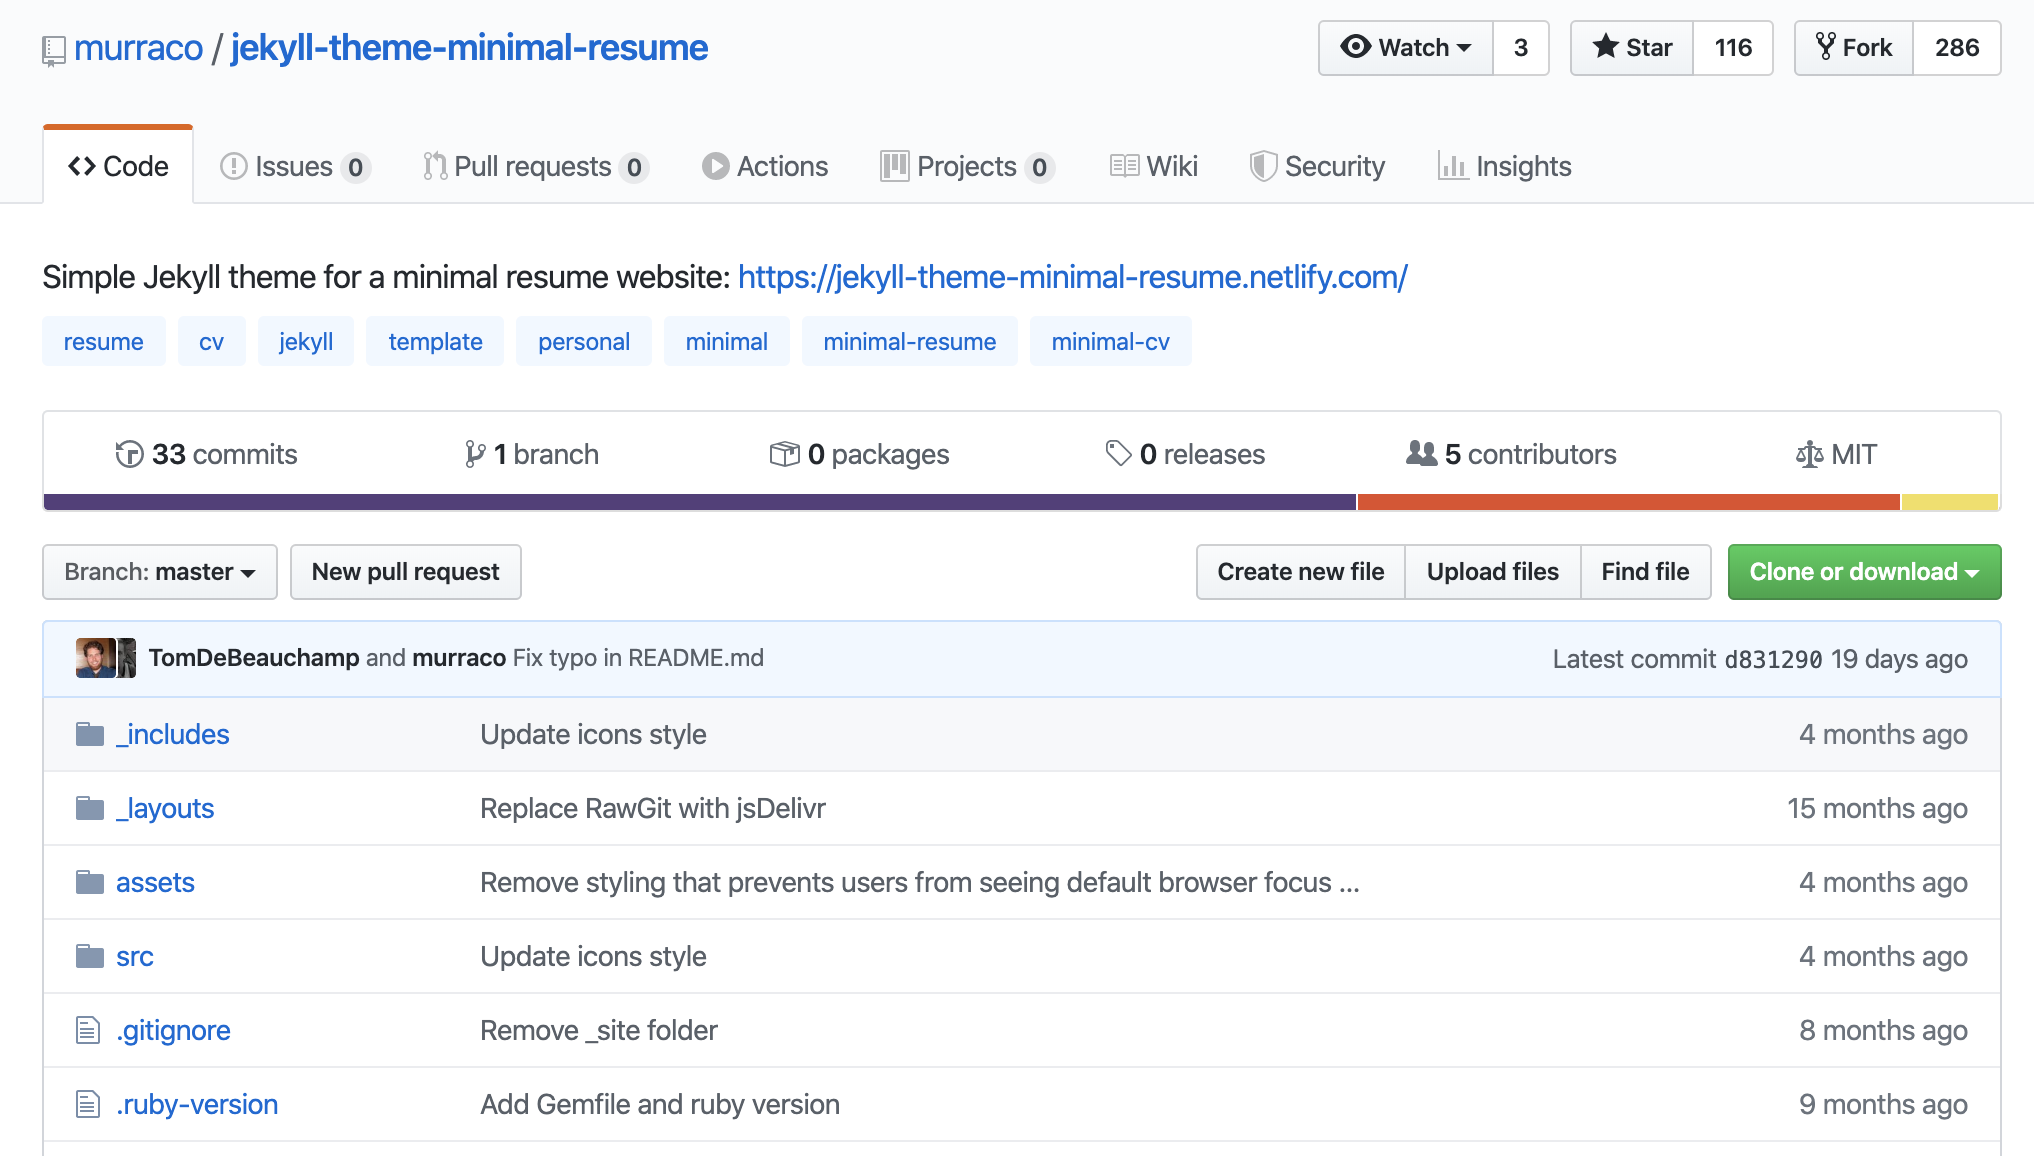 murraco / jekyll-theme-minimal-resume
Watch 3 Star 116 Fork 286
Code Issues 0 Pull requests 0 Actions Projects 0 Wiki Security Insights
Simple Jekyll theme for a minimal resume website: https://jekyll-theme-minimal-resume.netlify.com/
resume cv jekyll template personal minimal minimal-resume minimal-cv
33 commits 1 branch 0 packages 0 releases 5 contributors MIT
Branch: master New pull request Create new file Upload files Find file Clone or download
TomDeBeauchamp and murraco Fix typo in README.md Latest commit d831290 19 days ago
_includes Update icons style 4 months ago
_layouts Replace RawGit with jsDelivr 15 months ago
assets Remove styling that prevents users from seeing default browser focus ... 4 months ago
src Update icons style 4 months ago
.gitignore Remove _site folder 8 months ago
.ruby-version Add Gemfile and ruby version 9 months ago